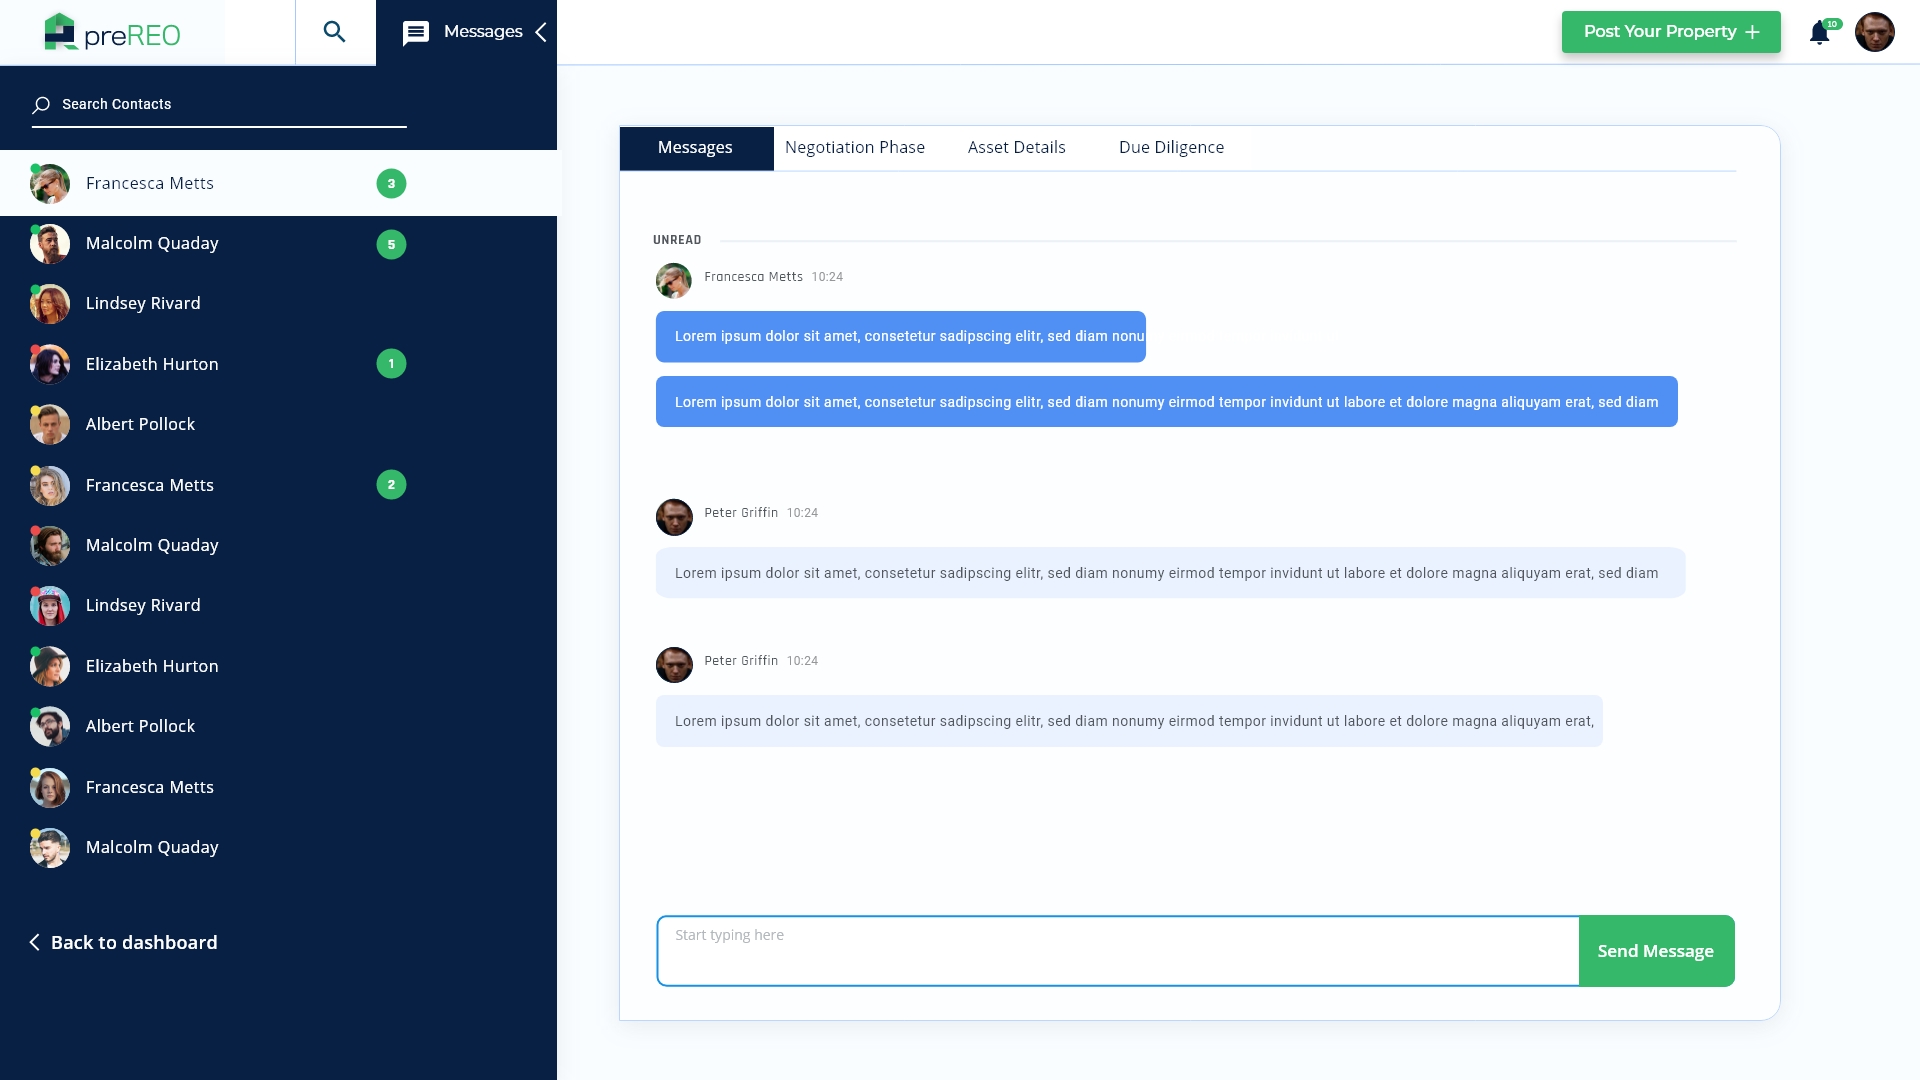 preREO
Messages
Post Your Property
10
Search Contacts
Francesca Metts
3
Malcolm Quaday
5
Lindsey Rivard
Elizabeth Hurton
1
Albert Pollock
Francesca Metts
2
Malcolm Quaday
Lindsey Rivard
Elizabeth Hurton
Albert Pollock
Francesca Metts
Malcolm Quaday
Back to dashboard
Messages
Negotiation Phase
Asset Details
Due Diligence
UNREAD
Francesca Metts 10:24
Lorem ipsum dolor sit amet, consetetur sadipscing elitr, sed diam nonu
Lorem ipsum dolor sit amet, consetetur sadipscing elitr, sed diam nonumy eirmod tempor invidunt ut labore et dolore magna aliquyam erat, sed diam
Peter Griffin 10:24
Lorem ipsum dolor sit amet, consetetur sadipscing elitr, sed diam nonumy eirmod tempor invidunt ut labore et dolore magna aliquyam erat, sed diam
Peter Griffin 10:24
Lorem ipsum dolor sit amet, consetetur sadipscing elitr, sed diam nonumy eirmod tempor invidunt ut labore et dolore magna aliquyam erat,
Start typing here
Send Message